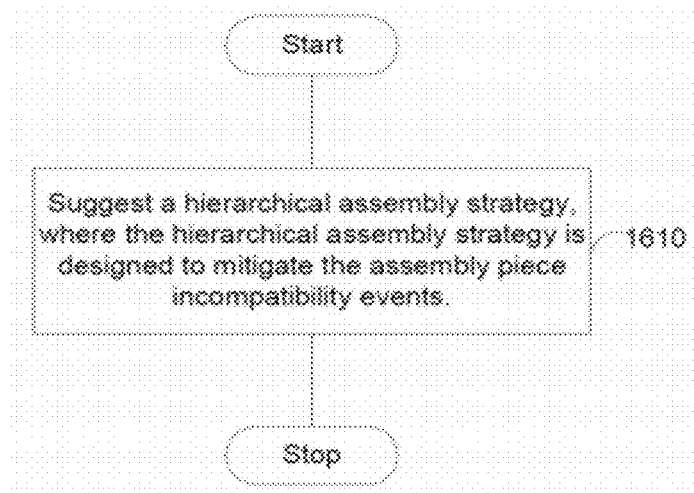 Start
Suggest a hierarchical assembly strategy,
where the hierarchical assembly strategy is
designed to mitigate the assembly piece
incompatibility events.
1610
Stop